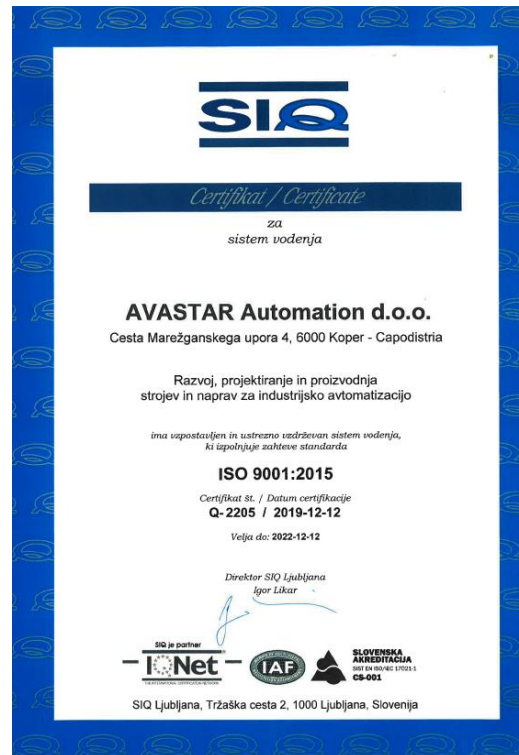 SIQ
Certifikat / Certificate
za
sistem vodenja
AVASTAR Automation d.o.o.
Cesta Marežganskega upora 4, 6000 Koper - Capodistria
Razvoj, projektiranje in proizvodnja
strojev in naprav za industrijsko avtomatizacijo
ima vzpostavljen in ustrezno vzdrževan sistem vodenja,
ki izpolnjuje zahteve standarda
ISO 9001:2015
Certifikat št. / Datum certifikacije
Q-2205 / 2019-12-12
Velja do: 2022-12-12
Direktor SIQ Ljubljana
Igor Likar
SIQ je partner
IQNet
THE INTERNATIONAL CERTIFICATION NETWORK
IAF
SLOVENSKA
AKREDITACIJA
SIST EN ISO/IEC 17021-1
CS-001
SIQ Ljubljana, Tržaška cesta 2, 1000 Ljubljana, Slovenija